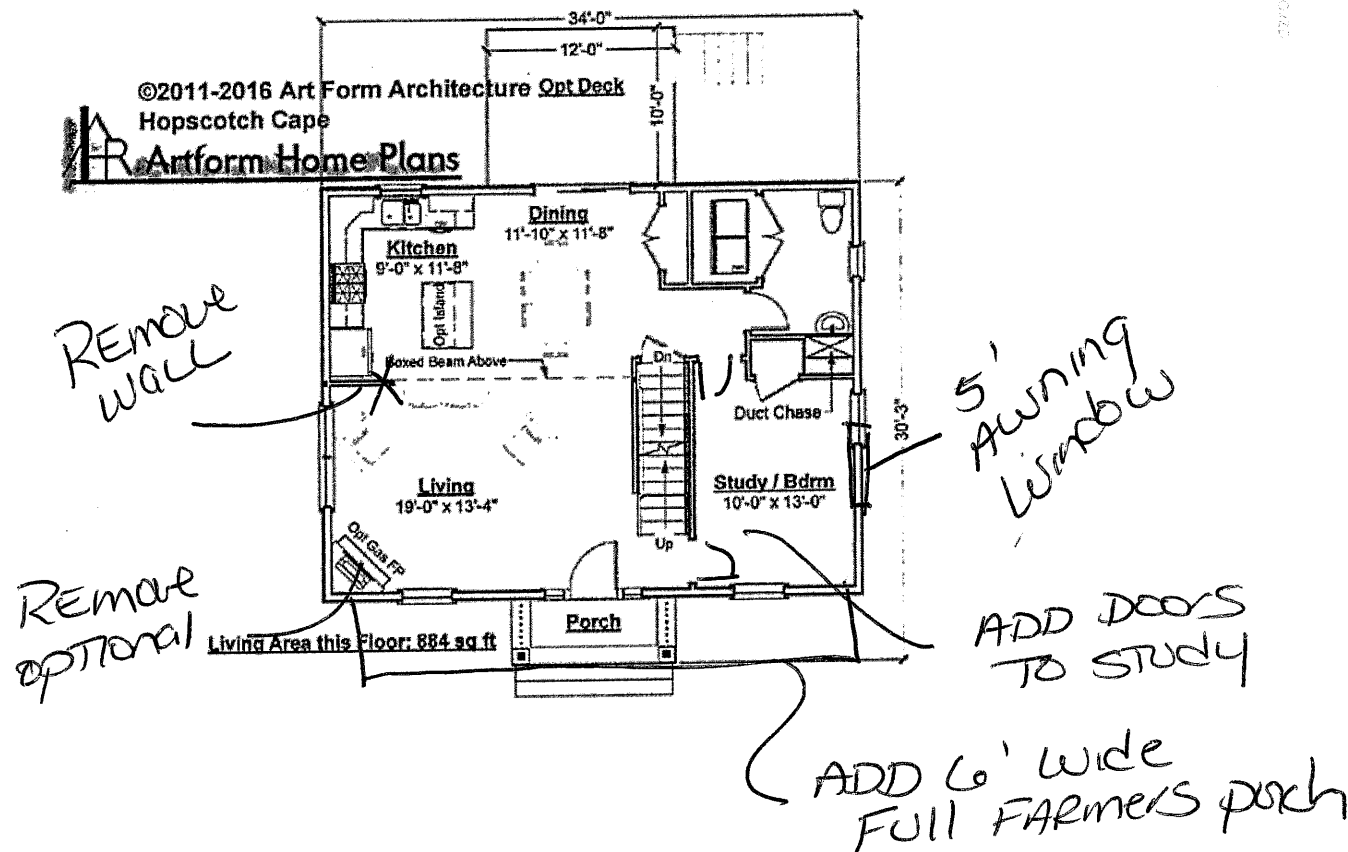 34'-0"
12'-0"
©2011-2016 Art Form Architecture Opt Deck
Hopscotch Cape
10'-0"
Artform Home Plans
Dining
11'-10" x 11'-8"
Kitchen
9'-0" x 11'-8"
Opt Island
REMOVE
WALL
Boxed Beam Above
Dn
Duct Chase
30'-3"
5'
AWNING
WINDOW
Living
19'-0" x 13'-4"
Study / Bdrm
10'-0" x 13'-0"
Up
Opt Gas FP
REMOVE
OPTIONAL
Porch
Living Area this Floor: 884 sq ft
ADD DOORS
TO STUDY
ADD 6' WIDE
FULL FARMERS porch